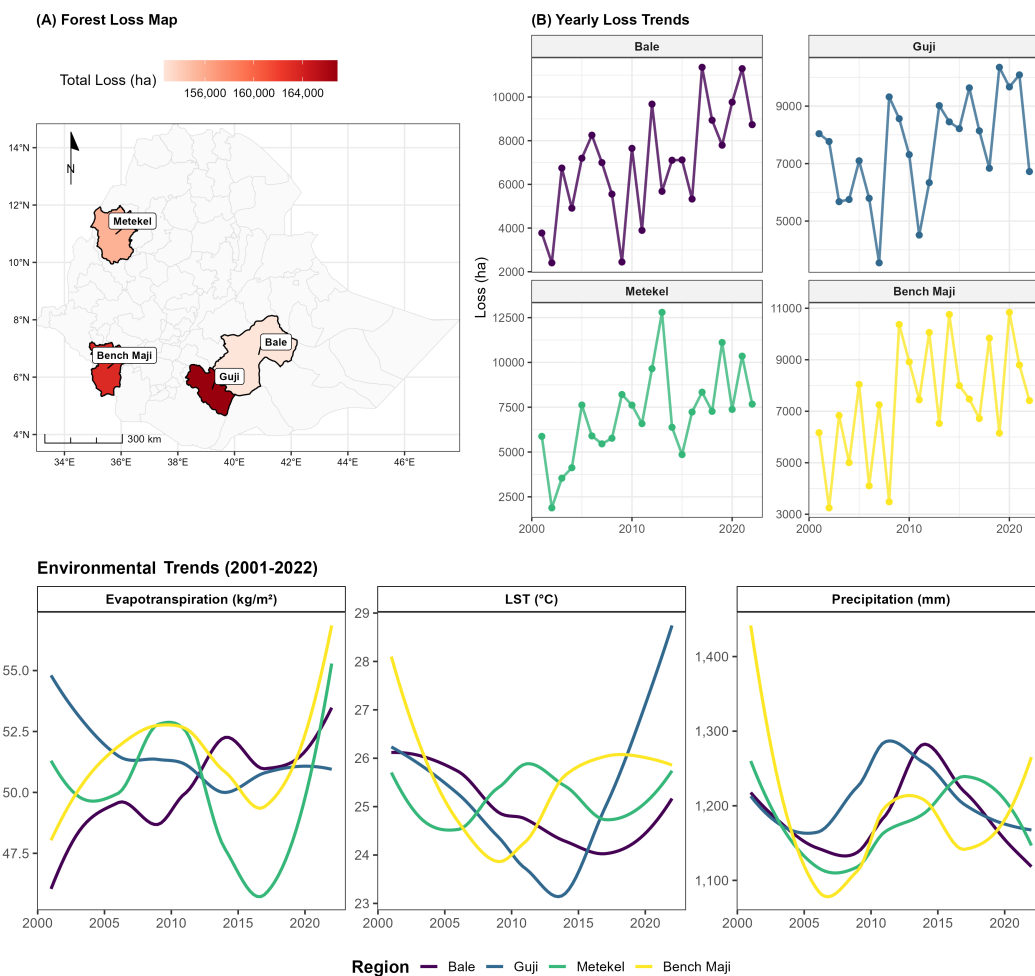 (A) Forest Loss Map
Total Loss (ha)
156,000 160,000 164,000
N
14°N
12°N
10°N
8°N
6°N
4°N
Metekel
Bale
Bench Maji
Guji
300 km
34°E 36°E 38°E 40°E 42°E 44°E 46°E
(B) Yearly Loss Trends
Loss (ha)
Bale
10000
8000
6000
4000
2000
Guji
9000
7000
5000
Metekel
12500
10000
7500
5000
2500
2000 2010 2020
Bench Maji
11000
9000
7000
5000
3000
2000 2010 2020
Environmental Trends (2001-2022)
Evapotranspiration (kg/m²)
55.0
52.5
50.0
47.5
2000 2005 2010 2015 2020
LST (°C)
29
28
27
26
25
24
23
2000 2005 2010 2015 2020
Precipitation (mm)
1,400
1,300
1,200
1,100
2000 2005 2010 2015 2020
Region Bale Guji Metekel Bench Maji